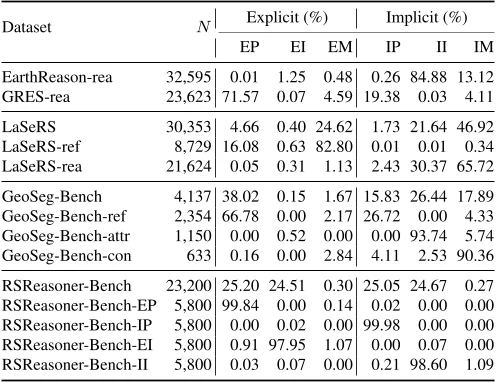 Dataset N Explicit (%) Implicit (%)
EP EI EM IP II IM
EarthReason-rea 32,595 0.01 1.25 0.48 0.26 84.88 13.12
GRES-rea 23,623 71.57 0.07 4.59 19.38 0.03 4.11
LaSeRS 30,353 4.66 0.40 24.62 1.73 21.64 46.92
LaSeRS-ref 8,729 16.08 0.63 82.80 0.01 0.01 0.34
LaSeRS-rea 21,624 0.05 0.31 1.13 2.43 30.37 65.72
GeoSeg-Bench 4,137 38.02 0.15 1.67 15.83 26.44 17.89
GeoSeg-Bench-ref 2,354 66.78 0.00 2.17 26.72 0.00 4.33
GeoSeg-Bench-attr 1,150 0.00 0.52 0.00 0.00 93.74 5.74
GeoSeg-Bench-con 633 0.16 0.00 2.84 4.11 2.53 90.36
RSReasoner-Bench 23,200 25.20 24.51 0.30 25.05 24.67 0.27
RSReasoner-Bench-EP 5,800 99.84 0.00 0.14 0.02 0.00 0.00
RSReasoner-Bench-IP 5,800 0.00 0.02 0.00 99.98 0.00 0.00
RSReasoner-Bench-EI 5,800 0.91 97.95 1.07 0.00 0.07 0.00
RSReasoner-Bench-II 5,800 0.03 0.07 0.00 0.21 98.60 1.09